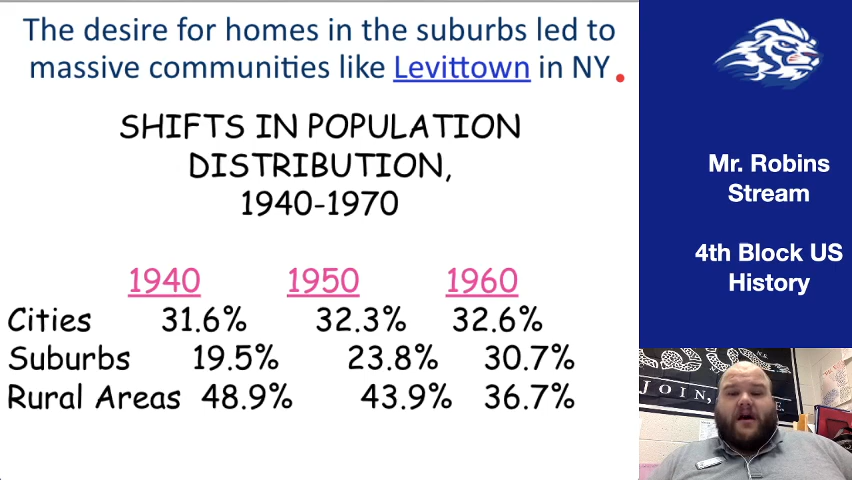 The desire for homes in the suburbs led to
massive communities like Levittown in NY
SHIFTS IN POPULATION
DISTRIBUTION,
1940-1970
1940 1950 1960
Cities 31.6% 32.3% 32.6%
Suburbs 19.5% 23.8% 30.7%
Rural Areas 48.9% 43.9% 36.7%
Mr. Robins
Stream
4th Block US
History
JOIN,